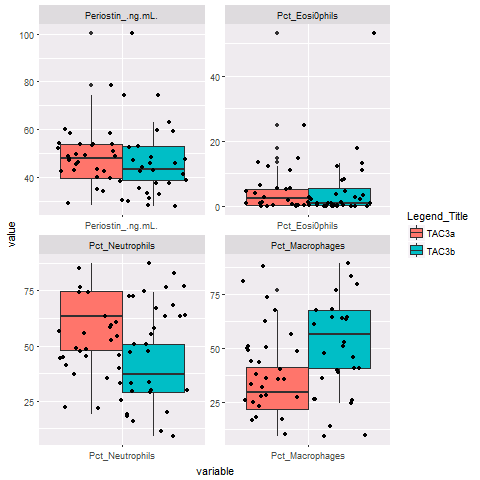 Periostin_.ng.mL.
Pct_Eosi0phils
100
80
60
40
40
20
0
Periostin_.ng.mL.
Pct_Eosi0phils
Pct_Neutrophils
Pct_Macrophages
75
50
25
75
50
25
Pct_Neutrophils
Pct_Macrophages
value
variable
Legend_Title
TAC3a
TAC3b